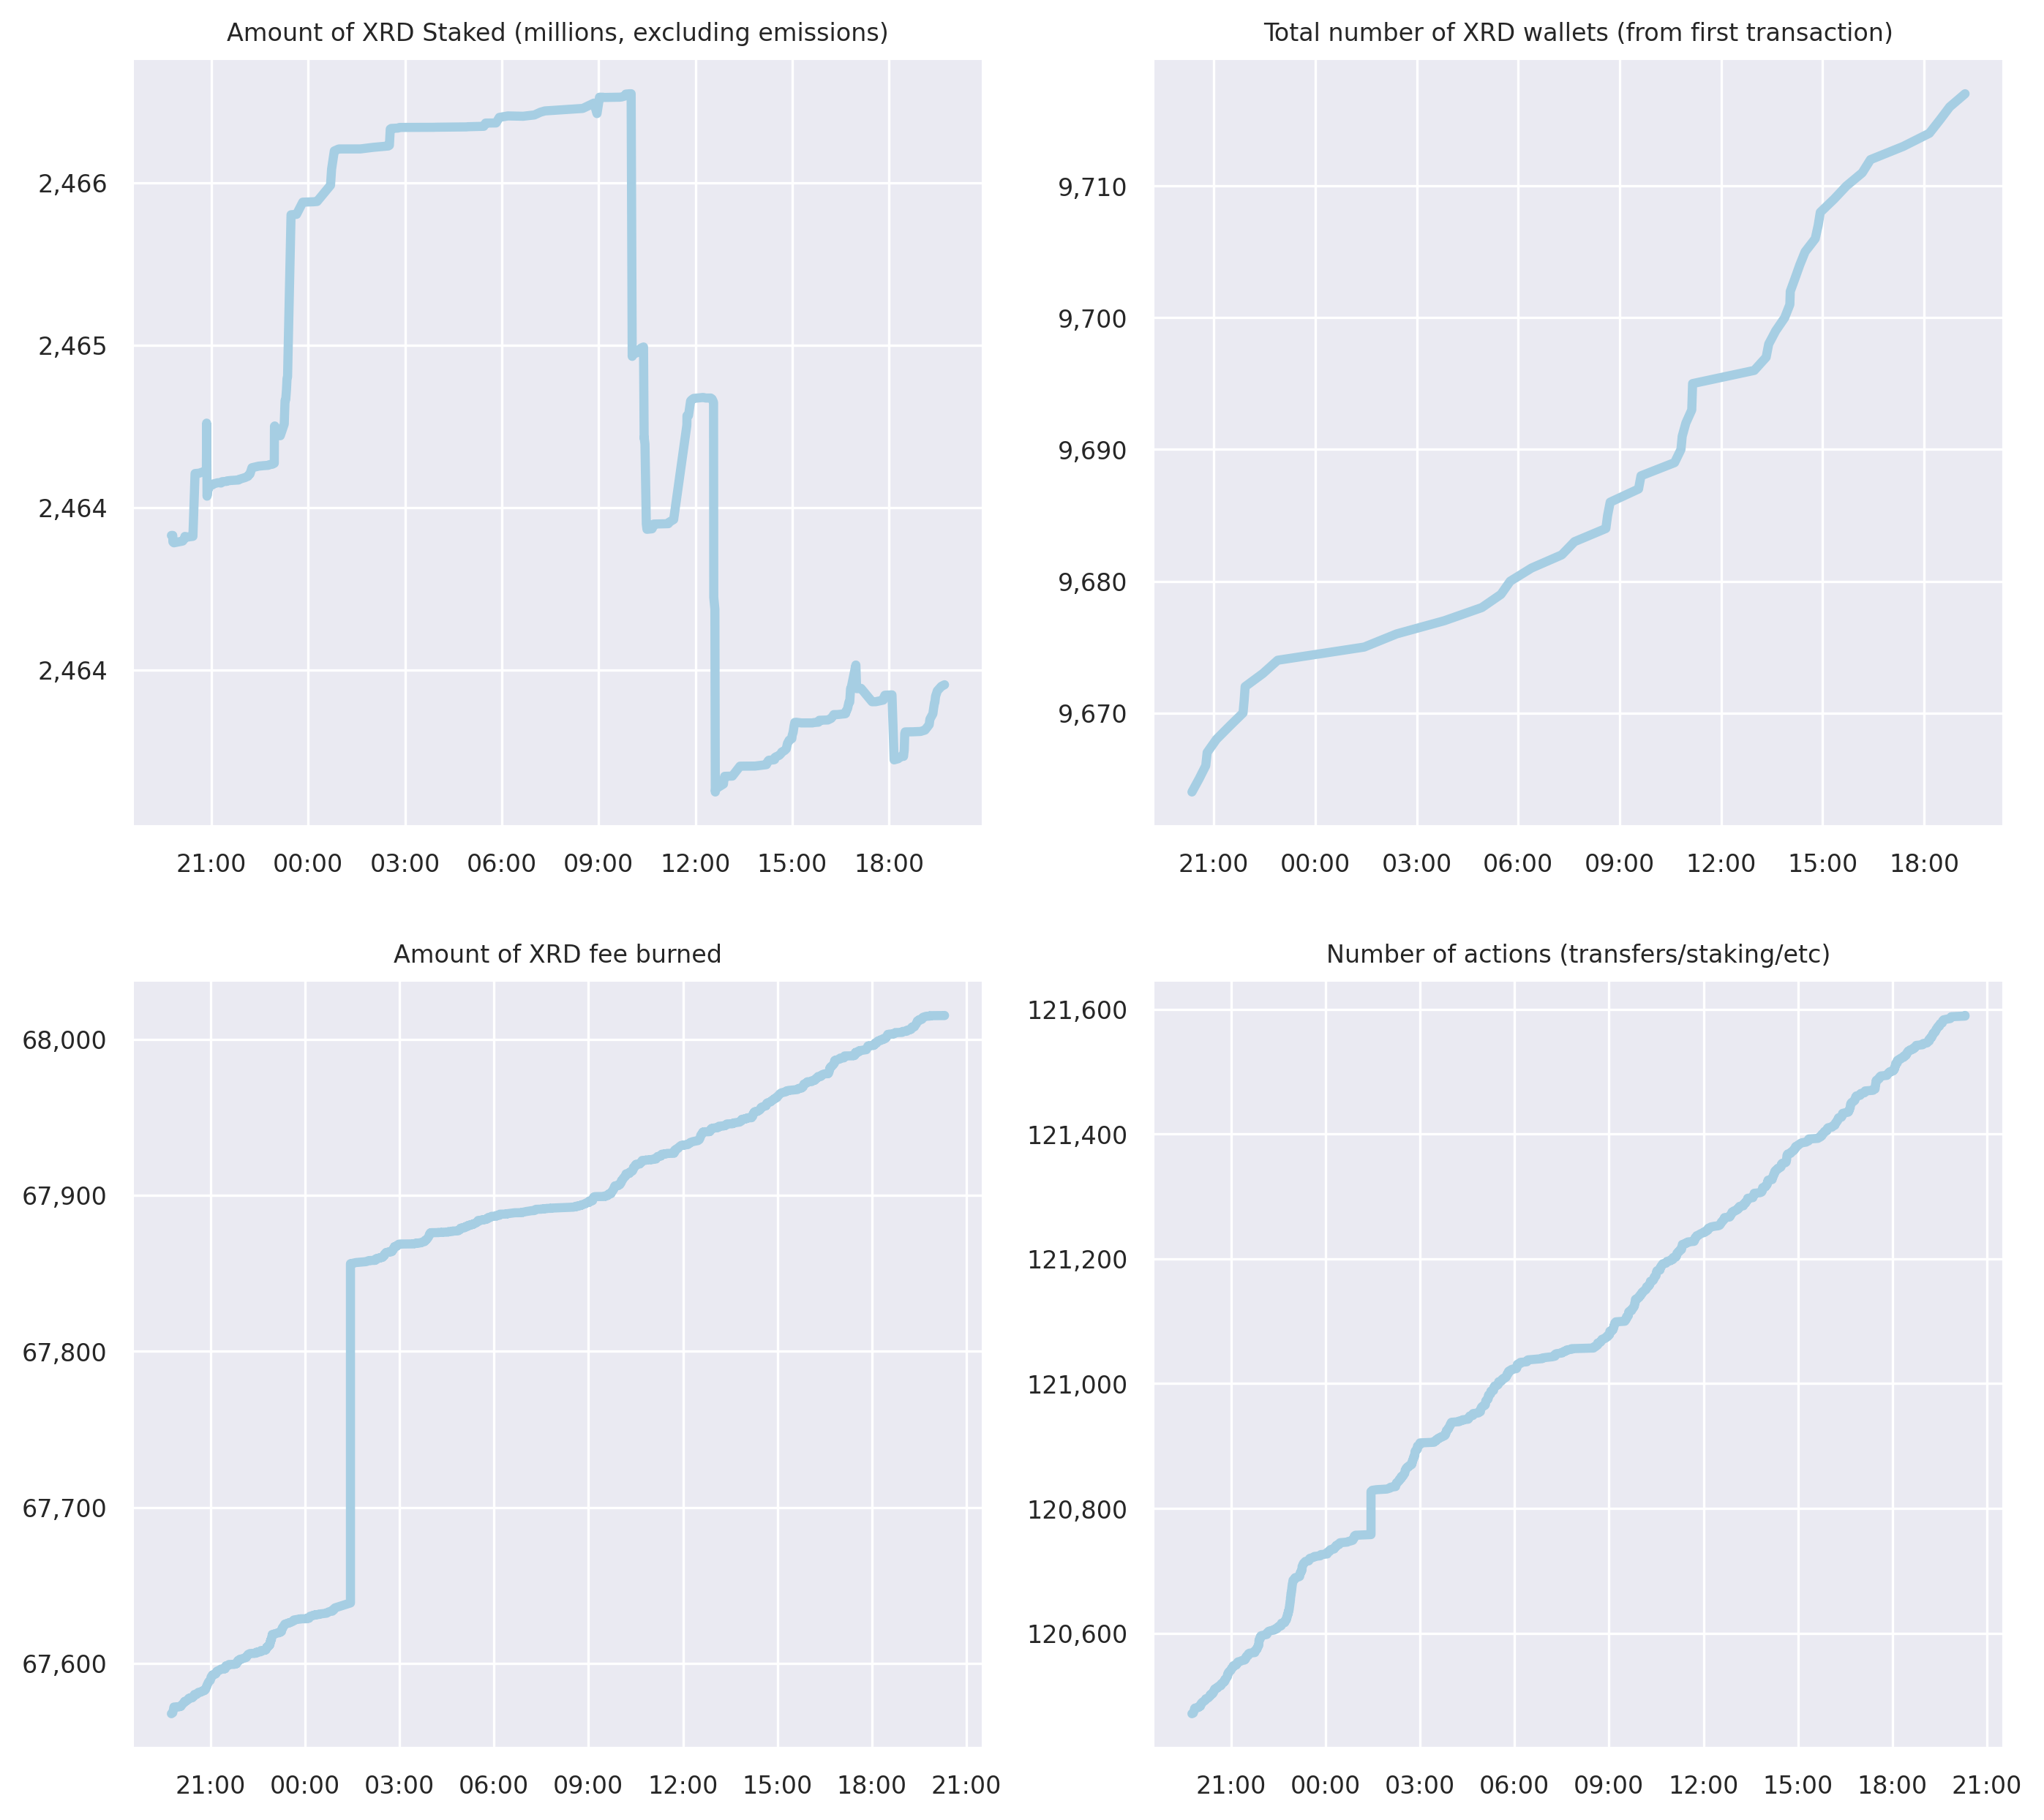 Amount of XRD Staked (millions, excluding emissions)
2,466
2,465
2,464
2,464
21:00 00:00 03:00 06:00 09:00 12:00 15:00 18:00
Total number of XRD wallets (from first transaction)
9,710
9,700
9,690
9,680
9,670
21:00 00:00 03:00 06:00 09:00 12:00 15:00 18:00
Amount of XRD fee burned
68,000
67,900
67,800
67,700
67,600
21:00 00:00 03:00 06:00 09:00 12:00 15:00 18:00 21:00
Number of actions (transfers/staking/etc)
121,600
121,400
121,200
121,000
120,800
120,600
21:00 00:00 03:00 06:00 09:00 12:00 15:00 18:00 21:00